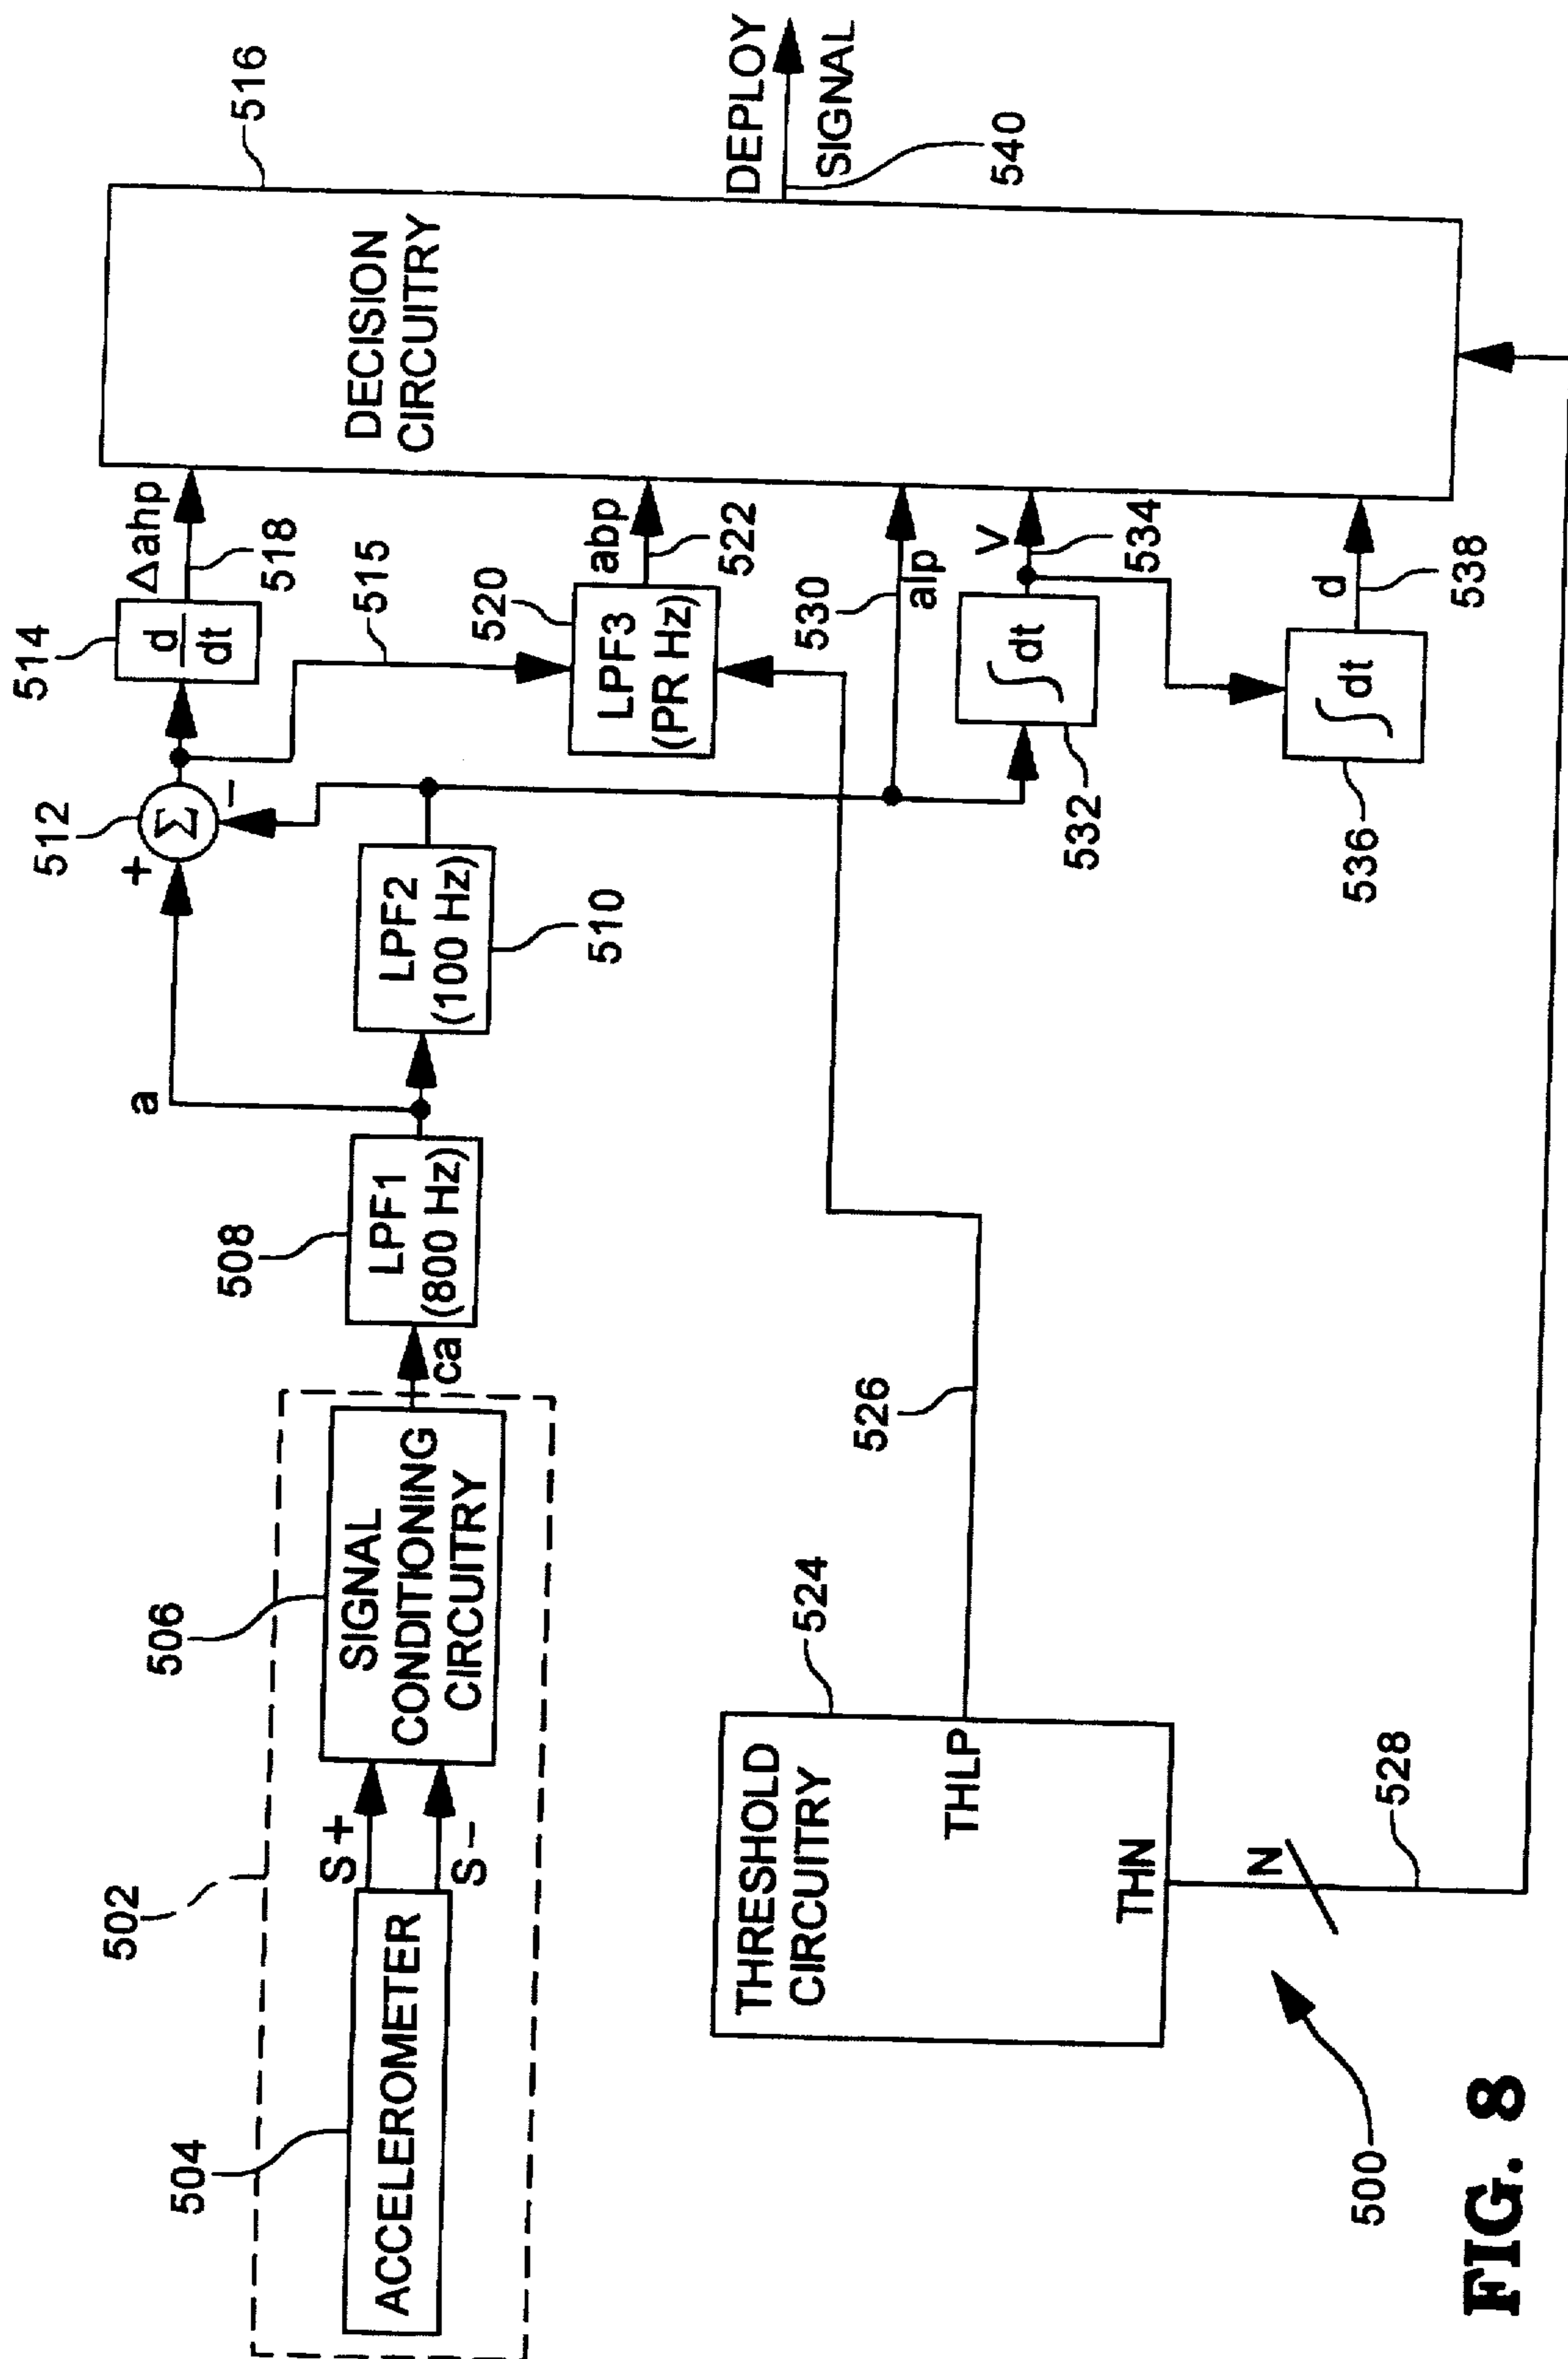 514
d
dt
Δahp
518
516
512
+
Σ
−
515
a
508
LPF1
(800 Hz)
ca
LPF2
(100 Hz)
510
520
LPF3
(PR Hz)
abp
522
DECISION
CIRCUITRY
DEPLOY
SIGNAL
540
502
504
ACCELEROMETER
S +
S −
506
SIGNAL
CONDITIONING
CIRCUITRY
530
alp
532
∫ dt
V
534
536
∫ dt
d
538
THRESHOLD
CIRCUITRY
524
THLP
526
THN
N
528
500
FIG. 8